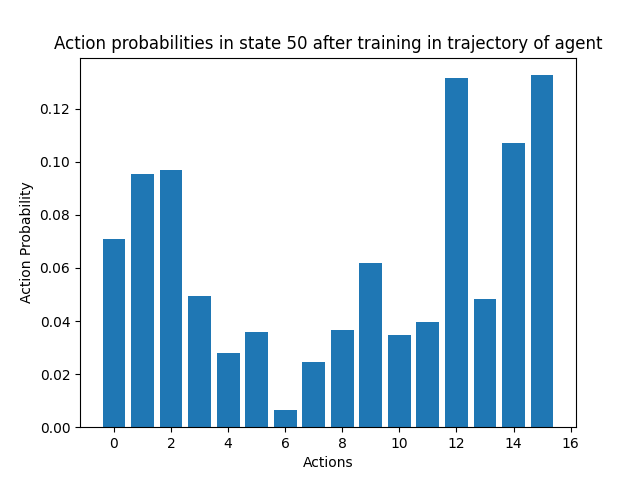 Action probabilities in state 50 after training in trajectory of agent
0.12
0.10
0.08
0.06
0.04
0.02
0.00
Action Probability
0 2 4 6 8 10 12 14 16
Actions